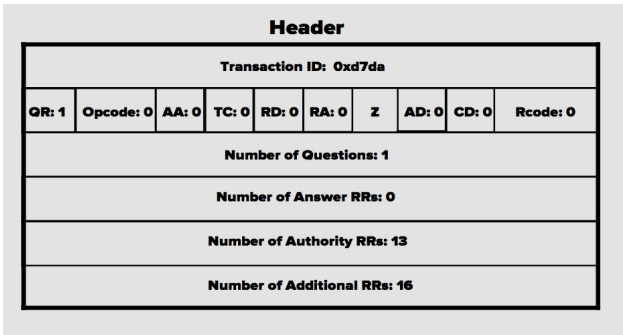 Header
Transaction ID: 0xd7da
QR: 1 Opcode: 0 AA: 0 TC: 0 RD: 0 RA: 0 Z AD: 0 CD: 0 Rcode: 0
Number of Questions: 1
Number of Answer RRs: 0
Number of Authority RRs: 13
Number of Additional RRs: 16